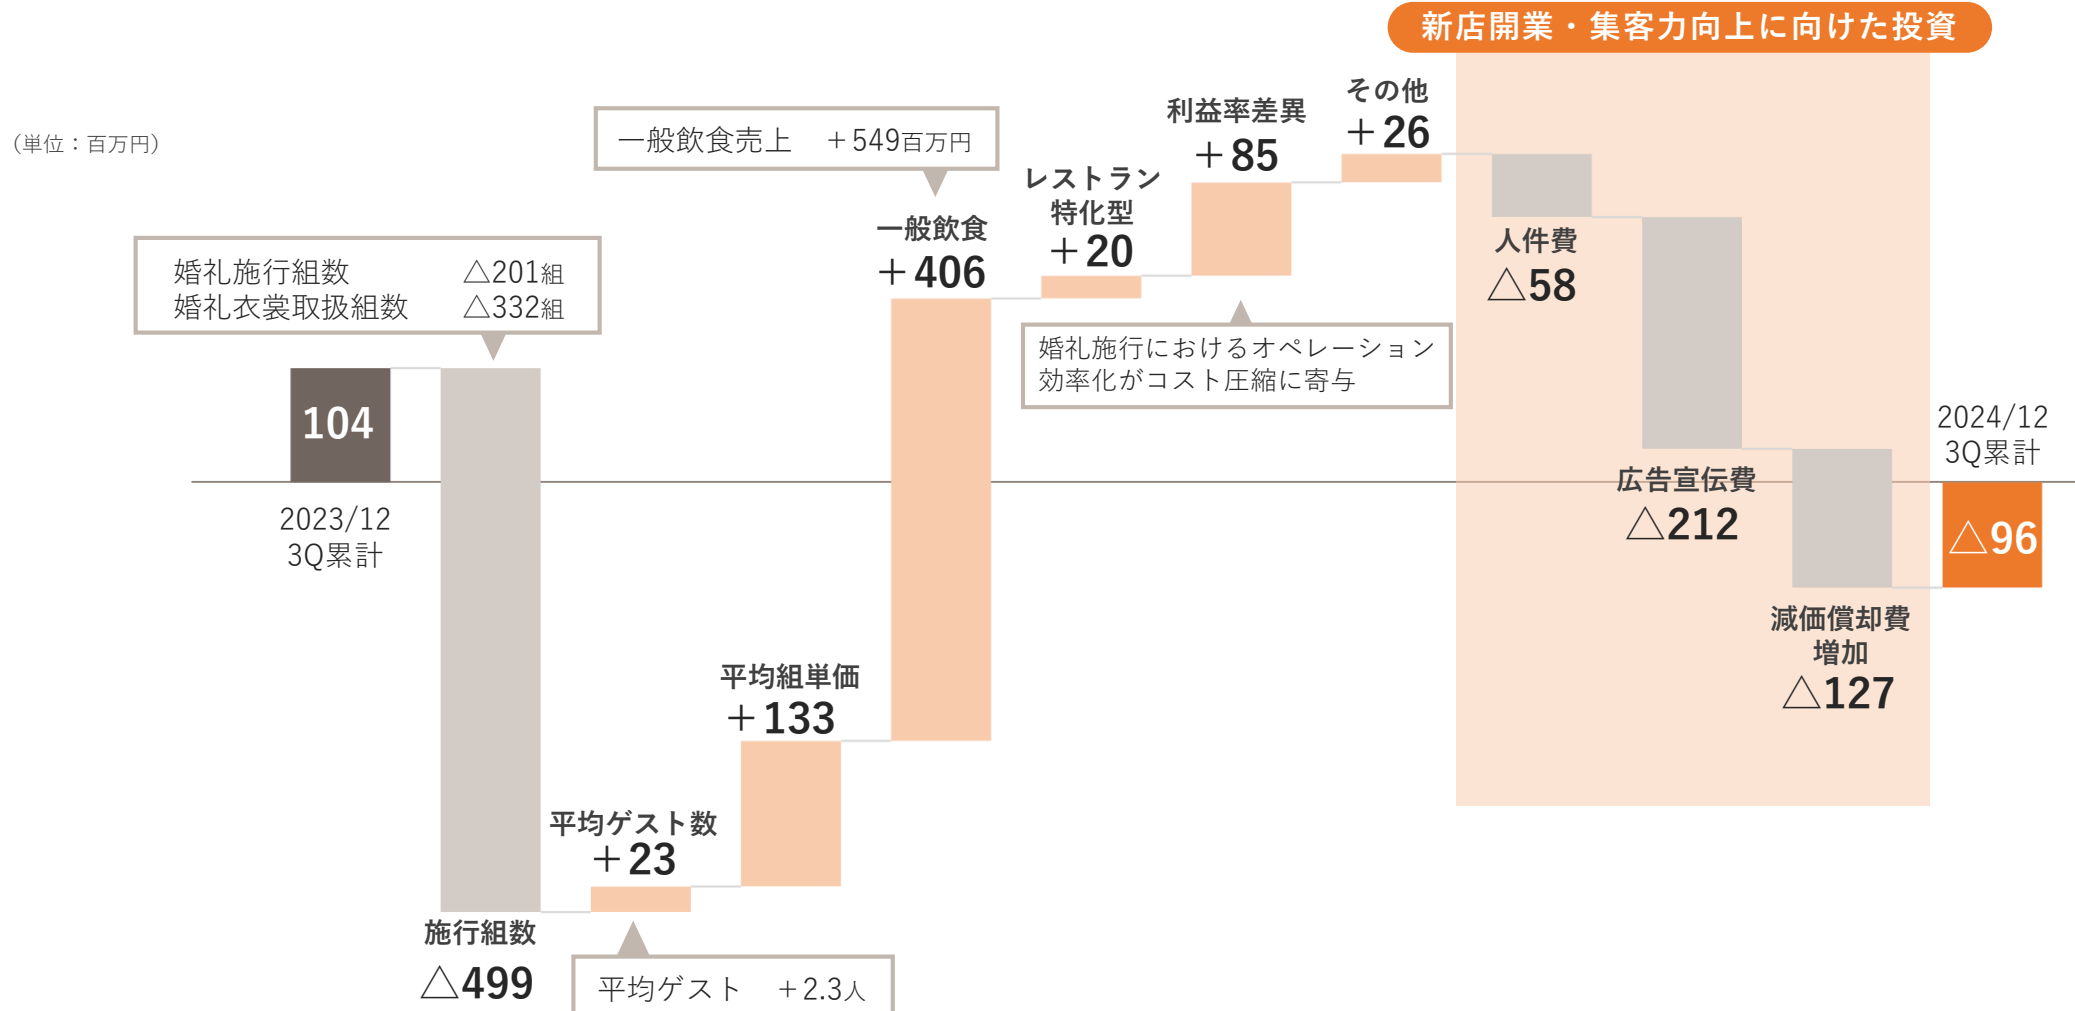 新店開業・集客力向上に向けた投資
（単位：百万円）
婚礼施行組数 △201組
婚礼衣裳取扱組数 △332組
104
2023/12
3Q累計
施行組数
△499
平均ゲスト数
＋23
平均ゲスト ＋2.3人
平均組単価
＋133
一般飲食売上 ＋549百万円
一般飲食
＋406
レストラン
特化型
＋20
利益率差異
＋85
婚礼施行におけるオペレーション
効率化がコスト圧縮に寄与
その他
＋26
人件費
△58
広告宣伝費
△212
減価償却費
増加
△127
2024/12
3Q累計
△96